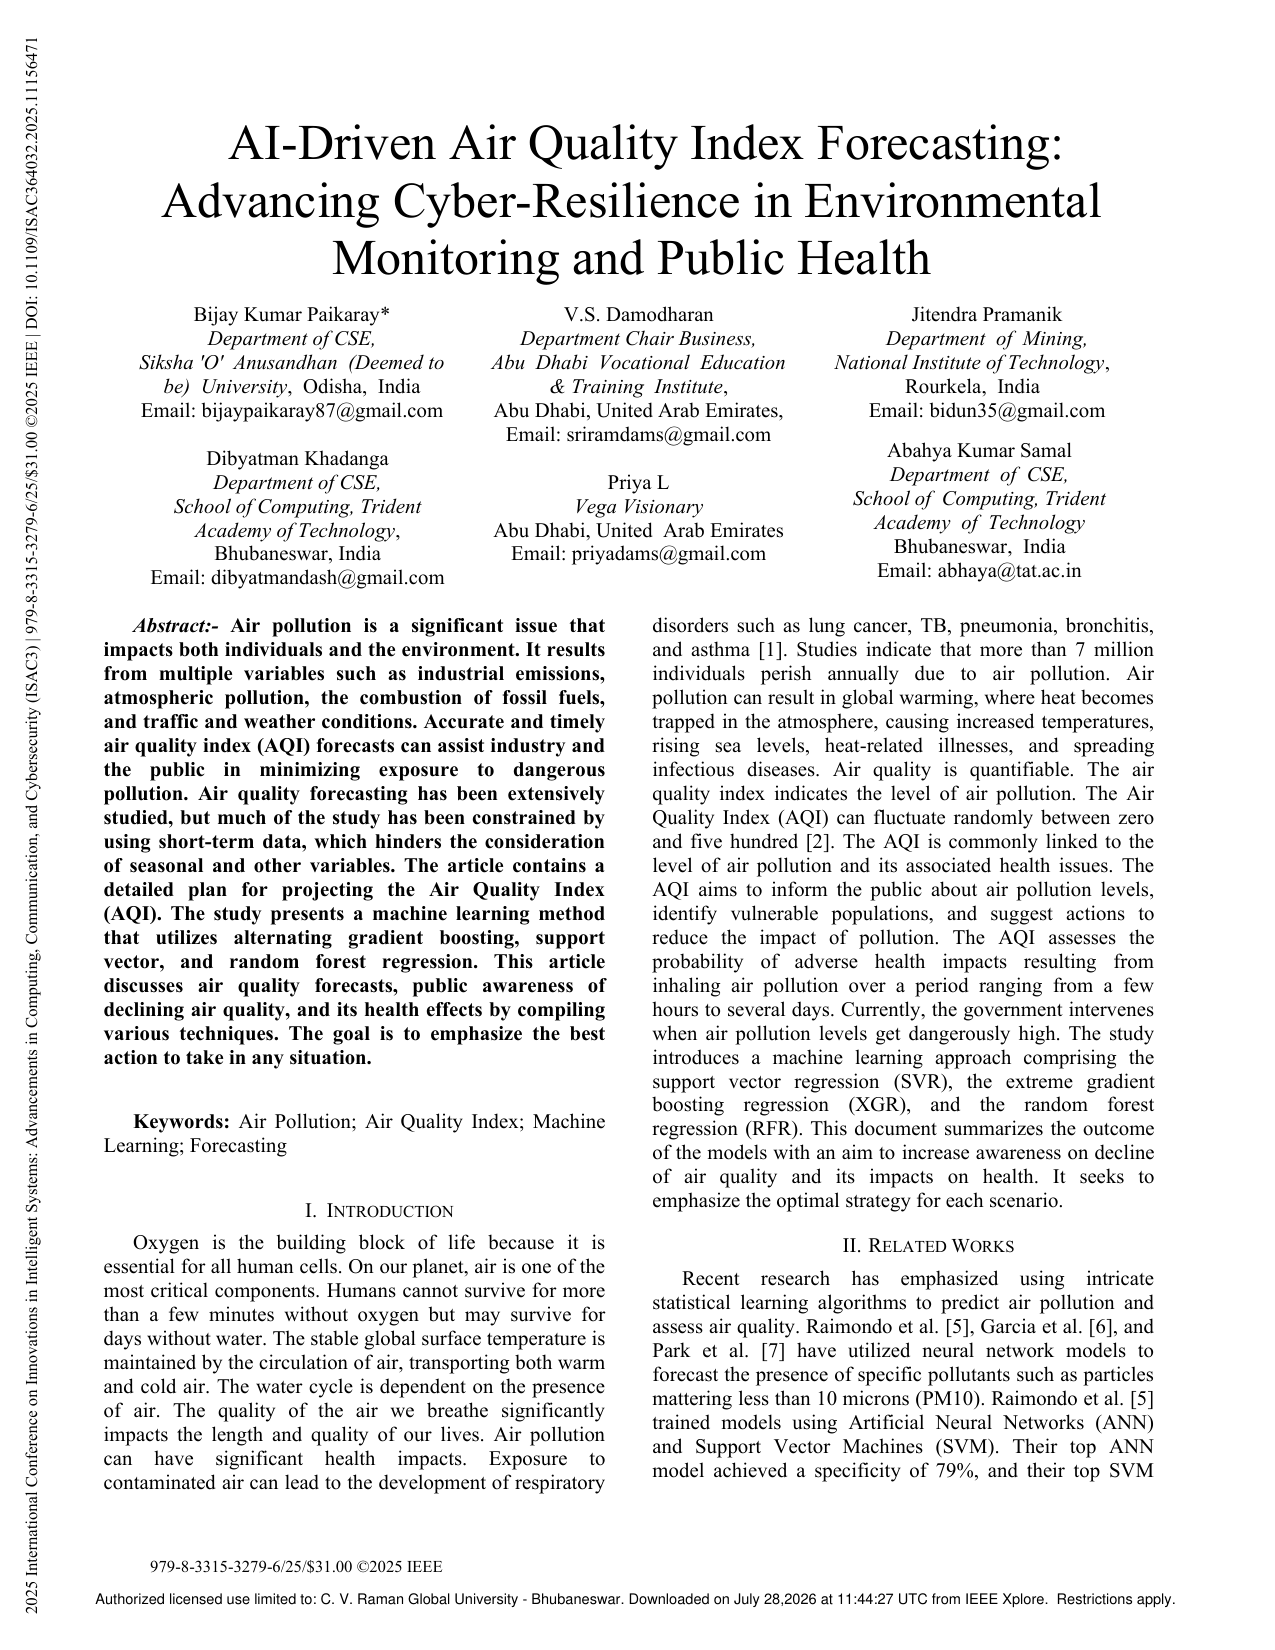 2025 International Conference on Innovations in Intelligent Systems: Advancements in Computing, Communication, and Cybersecurity (ISAC3) | 979-8-3315-3279-6/25/$31.00 ©2025 IEEE | DOI: 10.1109/ISAC364032.2025.11156471
AI-Driven Air Quality Index Forecasting:
Advancing Cyber-Resilience in Environmental
Monitoring and Public Health
Bijay Kumar Paikaray*
Department of CSE,
Siksha 'O' Anusandhan (Deemed to
be) University, Odisha, India
Email: bijaypaikaray87@gmail.com
Dibyatman Khadanga
Department of CSE,
School of Computing, Trident
Academy of Technology,
Bhubaneswar, India
Email: dibyatmandash@gmail.com
V.S. Damodharan
Department Chair Business,
Abu Dhabi Vocational Education
& Training Institute,
Abu Dhabi, United Arab Emirates,
Email: sriramdams@gmail.com
Priya L
Vega Visionary
Abu Dhabi, United Arab Emirates
Email: priyadams@gmail.com
Jitendra Pramanik
Department of Mining,
National Institute of Technology,
Rourkela, India
Email: bidun35@gmail.com
Abahya Kumar Samal
Department of CSE,
School of Computing, Trident
Academy of Technology
Bhubaneswar, India
Email: abhaya@tat.ac.in
Abstract:- Air pollution is a significant issue that
impacts both individuals and the environment. It results
from multiple variables such as industrial emissions,
atmospheric pollution, the combustion of fossil fuels,
and traffic and weather conditions. Accurate and timely
air quality index (AQI) forecasts can assist industry and
the public in minimizing exposure to dangerous
pollution. Air quality forecasting has been extensively
studied, but much of the study has been constrained by
using short-term data, which hinders the consideration
of seasonal and other variables. The article contains a
detailed plan for projecting the Air Quality Index
(AQI). The study presents a machine learning method
that utilizes alternating gradient boosting, support
vector, and random forest regression. This article
discusses air quality forecasts, public awareness of
declining air quality, and its health effects by compiling
various techniques. The goal is to emphasize the best
action to take in any situation.
Keywords: Air Pollution; Air Quality Index; Machine
Learning; Forecasting
I. INTRODUCTION
Oxygen is the building block of life because it is
essential for all human cells. On our planet, air is one of the
most critical components. Humans cannot survive for more
than a few minutes without oxygen but may survive for
days without water. The stable global surface temperature is
maintained by the circulation of air, transporting both warm
and cold air. The water cycle is dependent on the presence
of air. The quality of the air we breathe significantly
impacts the length and quality of our lives. Air pollution
can have significant health impacts. Exposure to
contaminated air can lead to the development of respiratory
disorders such as lung cancer, TB, pneumonia, bronchitis,
and asthma [1]. Studies indicate that more than 7 million
individuals perish annually due to air pollution. Air
pollution can result in global warming, where heat becomes
trapped in the atmosphere, causing increased temperatures,
rising sea levels, heat-related illnesses, and spreading
infectious diseases. Air quality is quantifiable. The air
quality index indicates the level of air pollution. The Air
Quality Index (AQI) can fluctuate randomly between zero
and five hundred [2]. The AQI is commonly linked to the
level of air pollution and its associated health issues. The
AQI aims to inform the public about air pollution levels,
identify vulnerable populations, and suggest actions to
reduce the impact of pollution. The AQI assesses the
probability of adverse health impacts resulting from
inhaling air pollution over a period ranging from a few
hours to several days. Currently, the government intervenes
when air pollution levels get dangerously high. The study
introduces a machine learning approach comprising the
support vector regression (SVR), the extreme gradient
boosting regression (XGR), and the random forest
regression (RFR). This document summarizes the outcome
of the models with an aim to increase awareness on decline
of air quality and its impacts on health. It seeks to
emphasize the optimal strategy for each scenario.
II. RELATED WORKS
Recent research has emphasized using intricate
statistical learning algorithms to predict air pollution and
assess air quality. Raimondo et al. [5], Garcia et al. [6], and
Park et al. [7] have utilized neural network models to
forecast the presence of specific pollutants such as particles
mattering less than 10 microns (PM10). Raimondo et al. [5]
trained models using Artificial Neural Networks (ANN)
and Support Vector Machines (SVM). Their top ANN
model achieved a specificity of 79%, and their top SVM
979-8-3315-3279-6/25/$31.00 ©2025 IEEE
Authorized licensed use limited to: C. V. Raman Global University - Bhubaneswar. Downloaded on July 28,2026 at 11:44:27 UTC from IEEE Xplore. Restrictions apply.